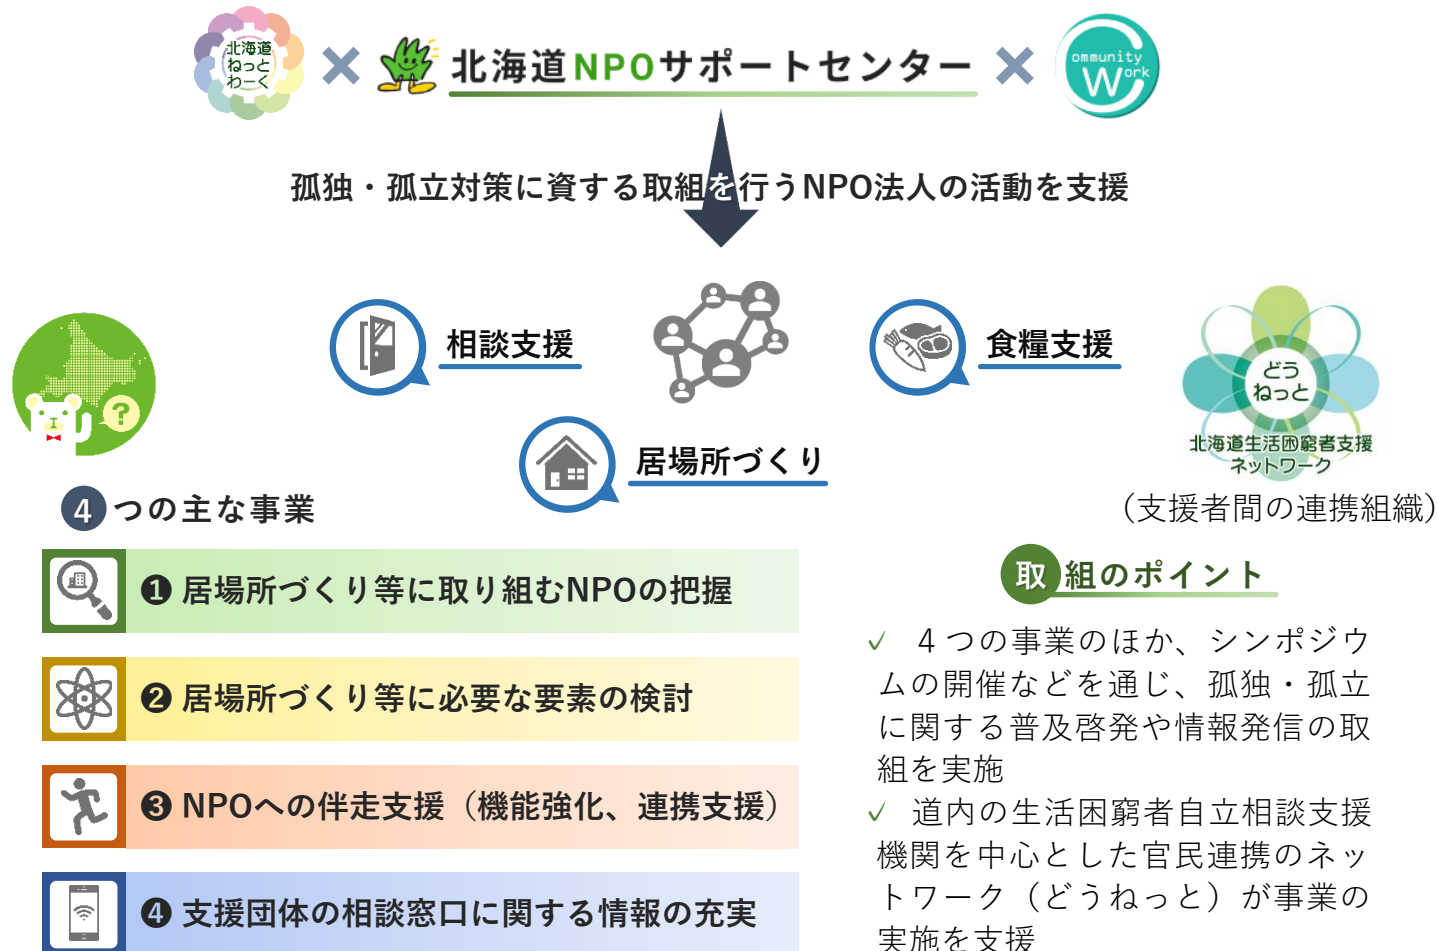 北海道
ねっと
わーく
北海道NPOサポートセンター
ommunity
Work
孤独・孤立対策に資する取組を行うNPO法人の活動を支援
相談支援
食糧支援
居場所づくり
?
どう
ねっと
北海道生活困窮者支援
ネットワーク
（支援者間の連携組織）
4つの主な事業
❶ 居場所づくり等に取り組むNPOの把握
❷ 居場所づくり等に必要な要素の検討
❸ NPOへの伴走支援（機能強化、連携支援）
❹ 支援団体の相談窓口に関する情報の充実
取組のポイント
✓ ４つの事業のほか、シンポジウ
ムの開催などを通じ、孤独・孤立
に関する普及啓発や情報発信の取
組を実施
✓ 道内の生活困窮者自立相談支援
機関を中心とした官民連携のネッ
トワーク（どうねっと）が事業の
実施を支援